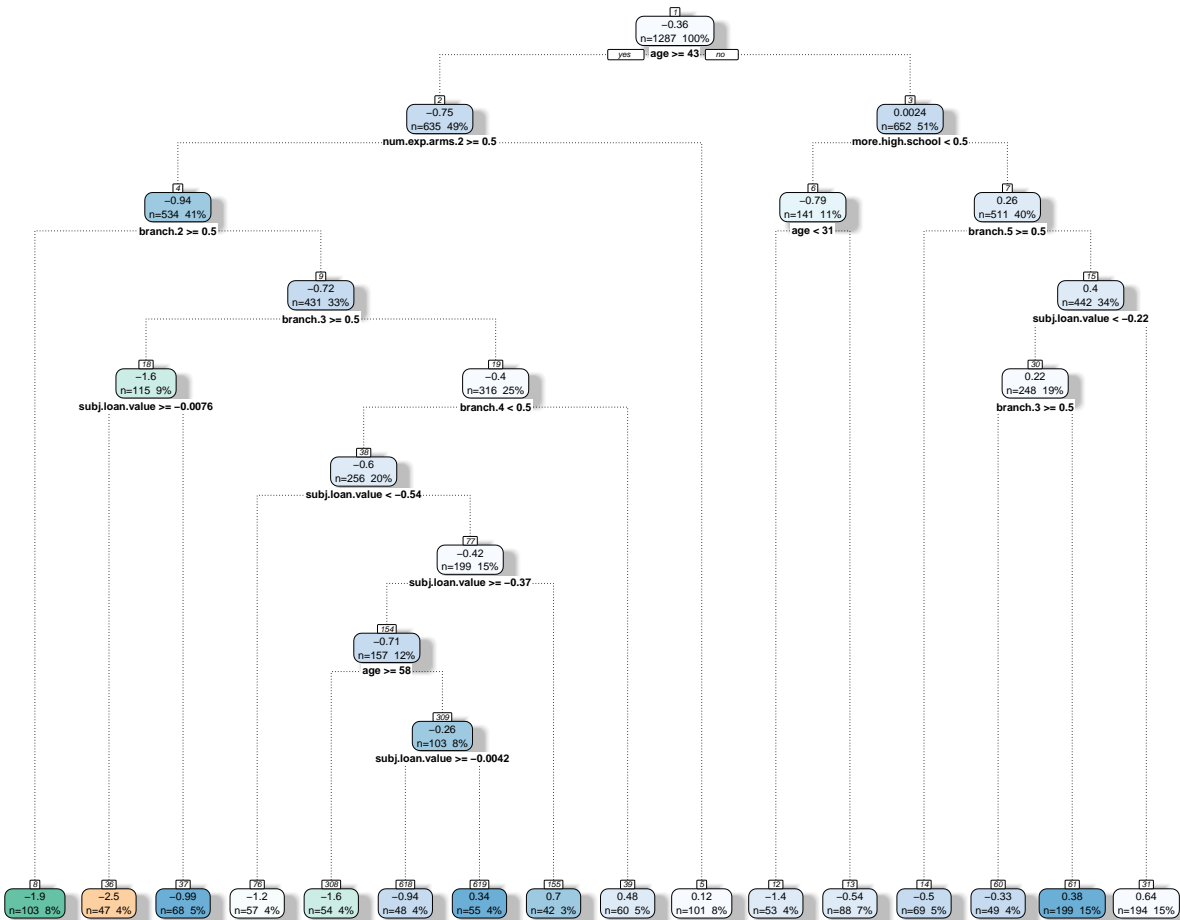 1
−0.36
n=1287 100%
yes age >= 43 no
2
−0.75
n=635 49%
num.exp.arms.2 >= 0.5
3
0.0024
n=652 51%
more.high.school < 0.5
4
−0.94
n=534 41%
branch.2 >= 0.5
6
−0.79
n=141 11%
age < 31
7
0.26
n=511 40%
branch.5 >= 0.5
9
−0.72
n=431 33%
branch.3 >= 0.5
15
0.4
n=442 34%
subj.loan.value < −0.22
18
−1.6
n=115 9%
subj.loan.value >= −0.0076
19
−0.4
n=316 25%
branch.4 < 0.5
30
0.22
n=248 19%
branch.3 >= 0.5
38
−0.6
n=256 20%
subj.loan.value < −0.54
77
−0.42
n=199 15%
subj.loan.value >= −0.37
154
−0.71
n=157 12%
age >= 58
309
−0.26
n=103 8%
subj.loan.value >= −0.0042
8
−1.9
n=103 8%
36
−2.5
n=47 4%
37
−0.99
n=68 5%
76
−1.2
n=57 4%
308
−1.6
n=54 4%
618
−0.94
n=48 4%
619
0.34
n=55 4%
155
0.7
n=42 3%
39
0.48
n=60 5%
5
0.12
n=101 8%
12
−1.4
n=53 4%
13
−0.54
n=88 7%
14
−0.5
n=69 5%
60
−0.33
n=49 4%
61
0.38
n=199 15%
31
0.64
n=194 15%